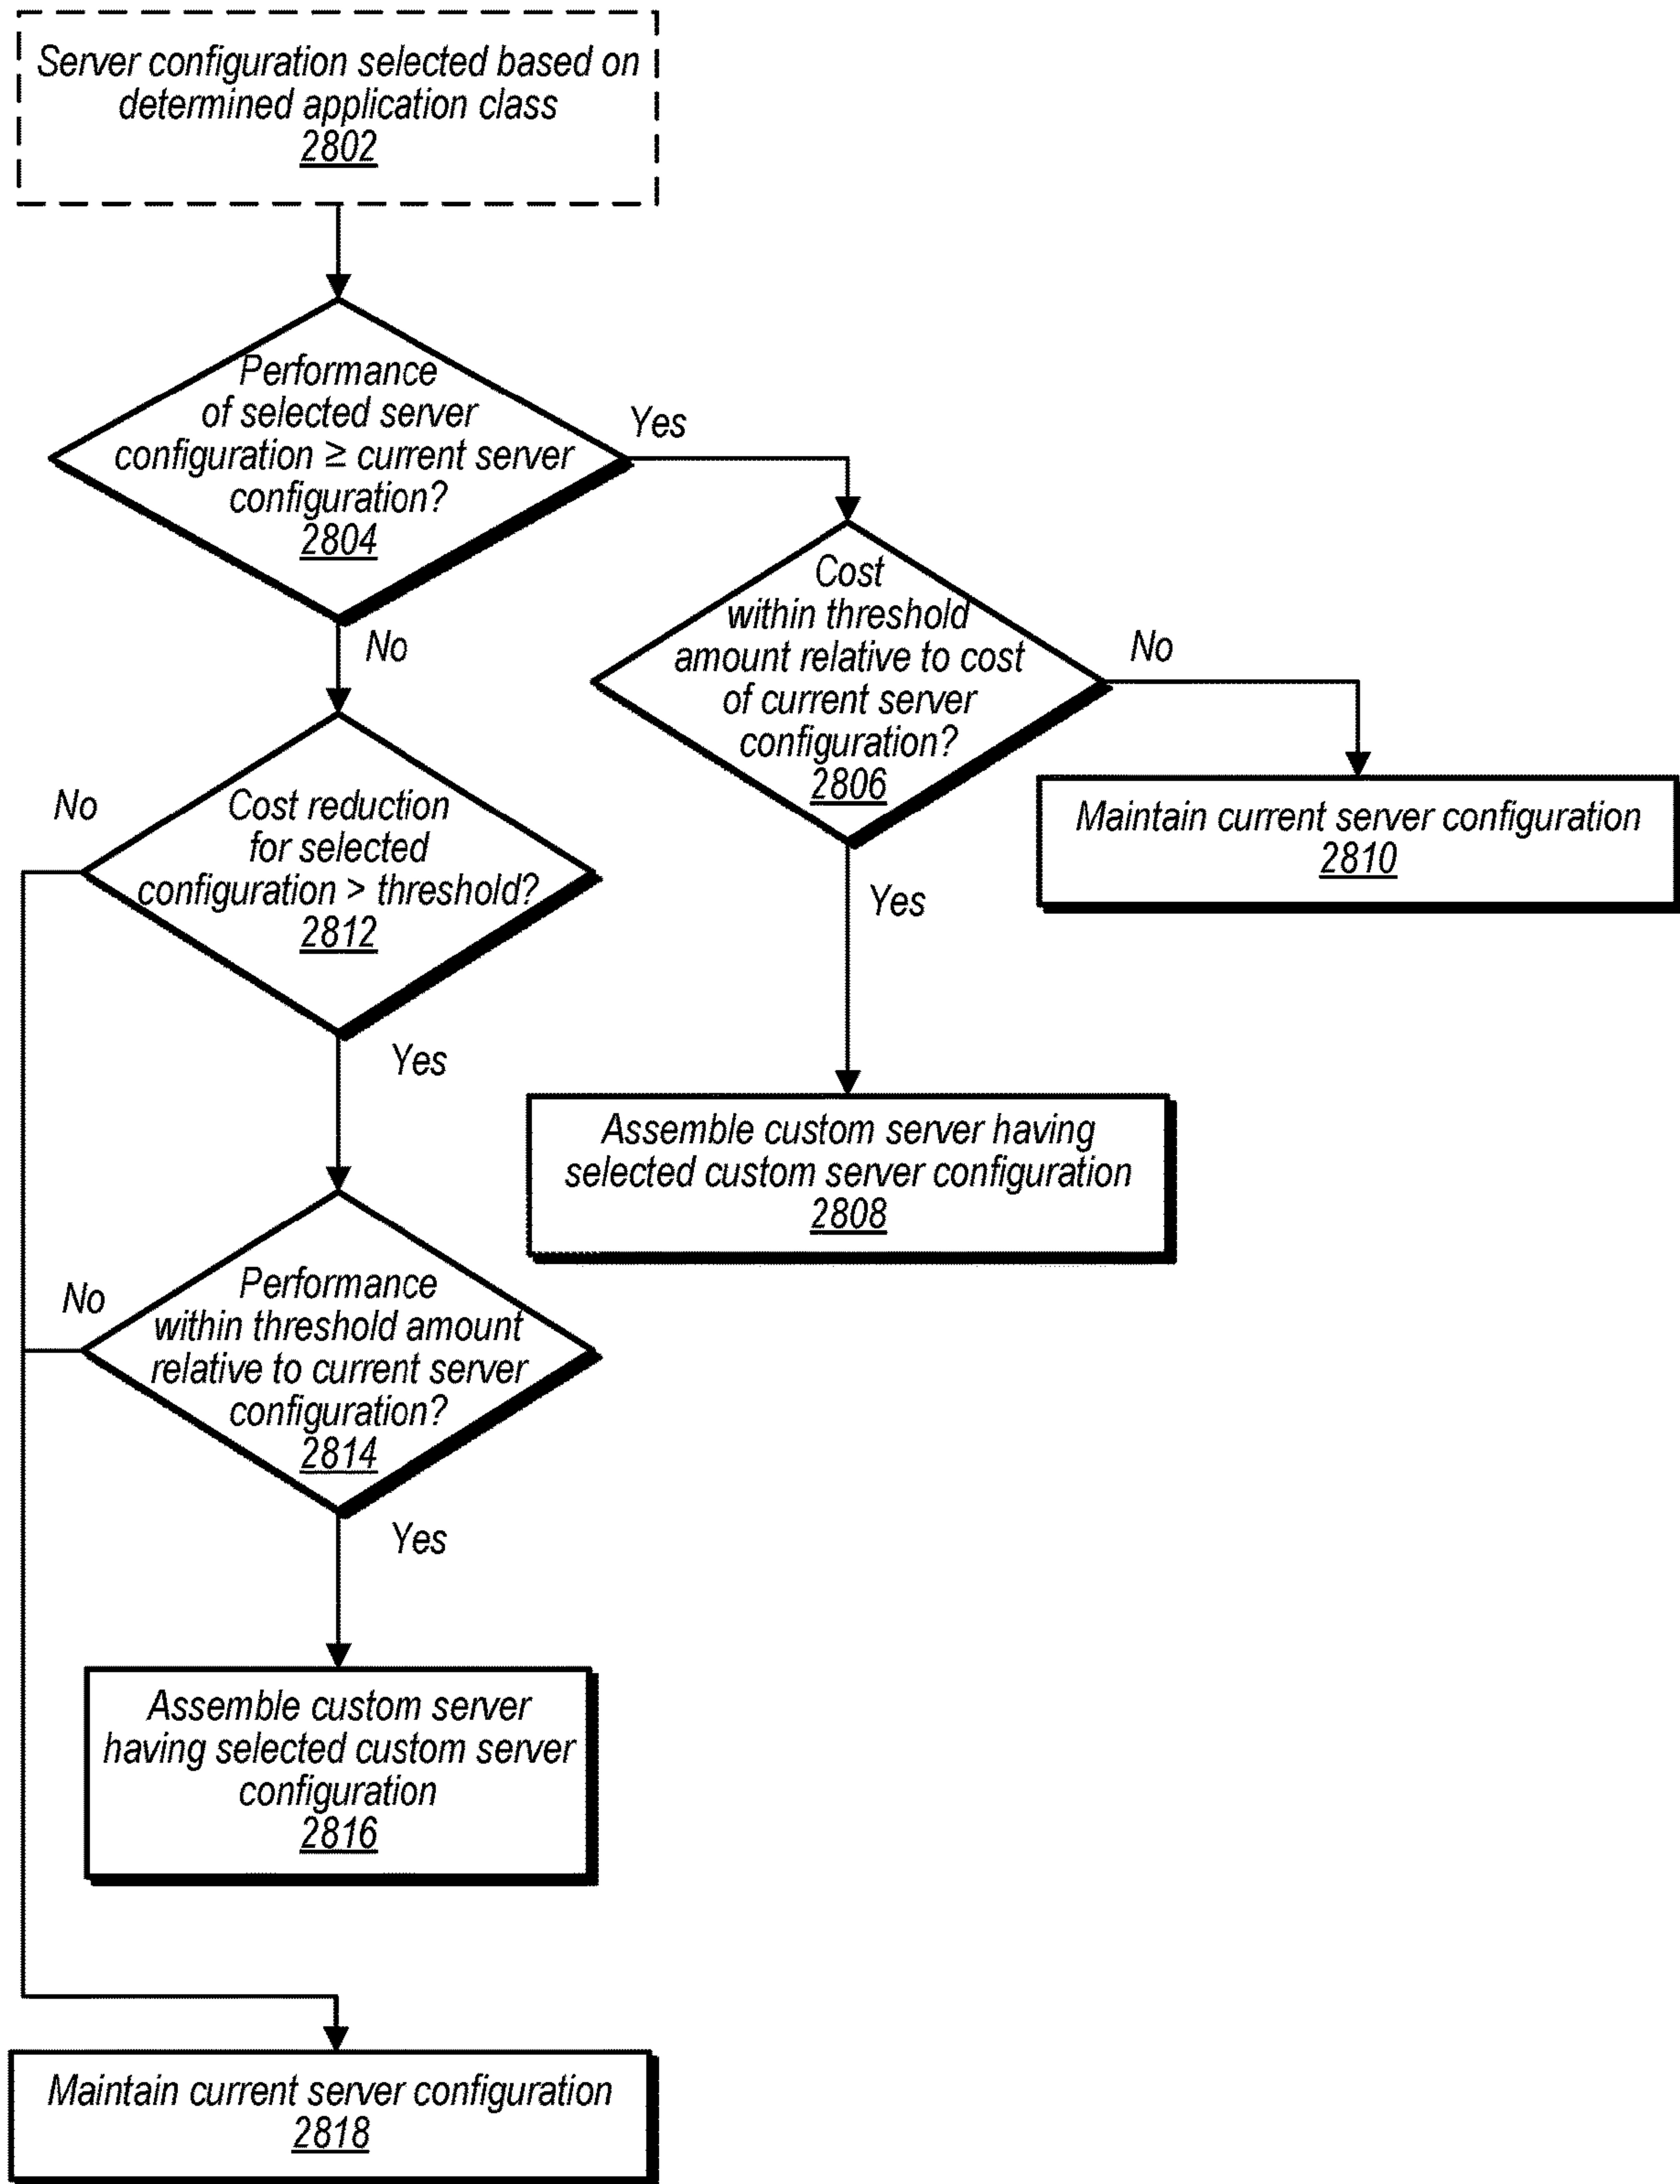 Server configuration selected based on
determined application class
2802
Performance
of selected server
configuration ≥ current server
configuration?
2804
Yes
No
Cost
within threshold
amount relative to cost
of current server
configuration?
2806
No
Yes
Maintain current server configuration
2810
No
Cost reduction
for selected
configuration > threshold?
2812
Yes
Assemble custom server having
selected custom server configuration
2808
No
Performance
within threshold amount
relative to current server
configuration?
2814
Yes
Assemble custom server
having selected custom server
configuration
2816
Maintain current server configuration
2818